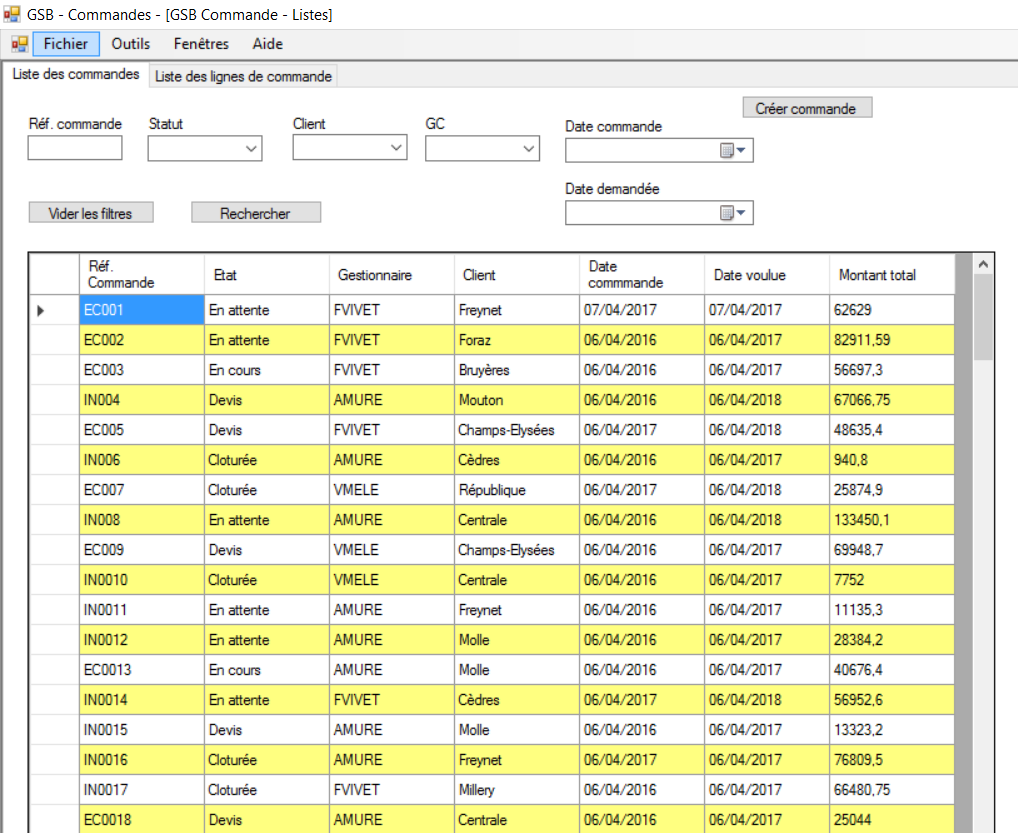 GSB - Commandes - [GSB Commande - Listes]
Fichier Outils Fenêtres Aide
Liste des commandes Liste des lignes de commande
Créer commande
Réf. commande Statut Client GC Date commande
Date demandée
Vider les filtres Rechercher
Réf. Commande Etat Gestionnaire Client Date commmande Date voulue Montant total
EC001 En attente FVIVET Freynet 07/04/2017 07/04/2017 62629
EC002 En attente FVIVET Foraz 06/04/2016 06/04/2017 82911,59
EC003 En cours FVIVET Bruyères 06/04/2016 06/04/2017 56697,3
IN004 Devis AMURE Mouton 06/04/2016 06/04/2018 67066,75
EC005 Devis FVIVET Champs-Elysées 06/04/2017 06/04/2018 48635,4
IN006 Cloturée AMURE Cèdres 06/04/2016 06/04/2017 940,8
EC007 Cloturée VMELE République 06/04/2017 06/04/2018 25874,9
IN008 En attente AMURE Centrale 06/04/2016 06/04/2018 133450,1
EC009 Devis VMELE Champs-Elysées 06/04/2016 06/04/2017 69948,7
IN0010 Cloturée VMELE Centrale 06/04/2016 06/04/2017 7752
IN0011 En attente AMURE Freynet 06/04/2016 06/04/2017 11135,3
IN0012 En attente AMURE Molle 06/04/2016 06/04/2017 28384,2
EC0013 En cours AMURE Molle 06/04/2016 06/04/2017 40676,4
IN0014 En attente FVIVET Cèdres 06/04/2017 06/04/2018 56952,6
IN0015 Devis AMURE Molle 06/04/2016 06/04/2017 13323,2
IN0016 Cloturée AMURE Freynet 06/04/2017 06/04/2017 76809,5
IN0017 Cloturée FVIVET Millery 06/04/2016 06/04/2017 66480,75
EC0018 Devis AMURE Centrale 06/04/2016 06/04/2017 25044